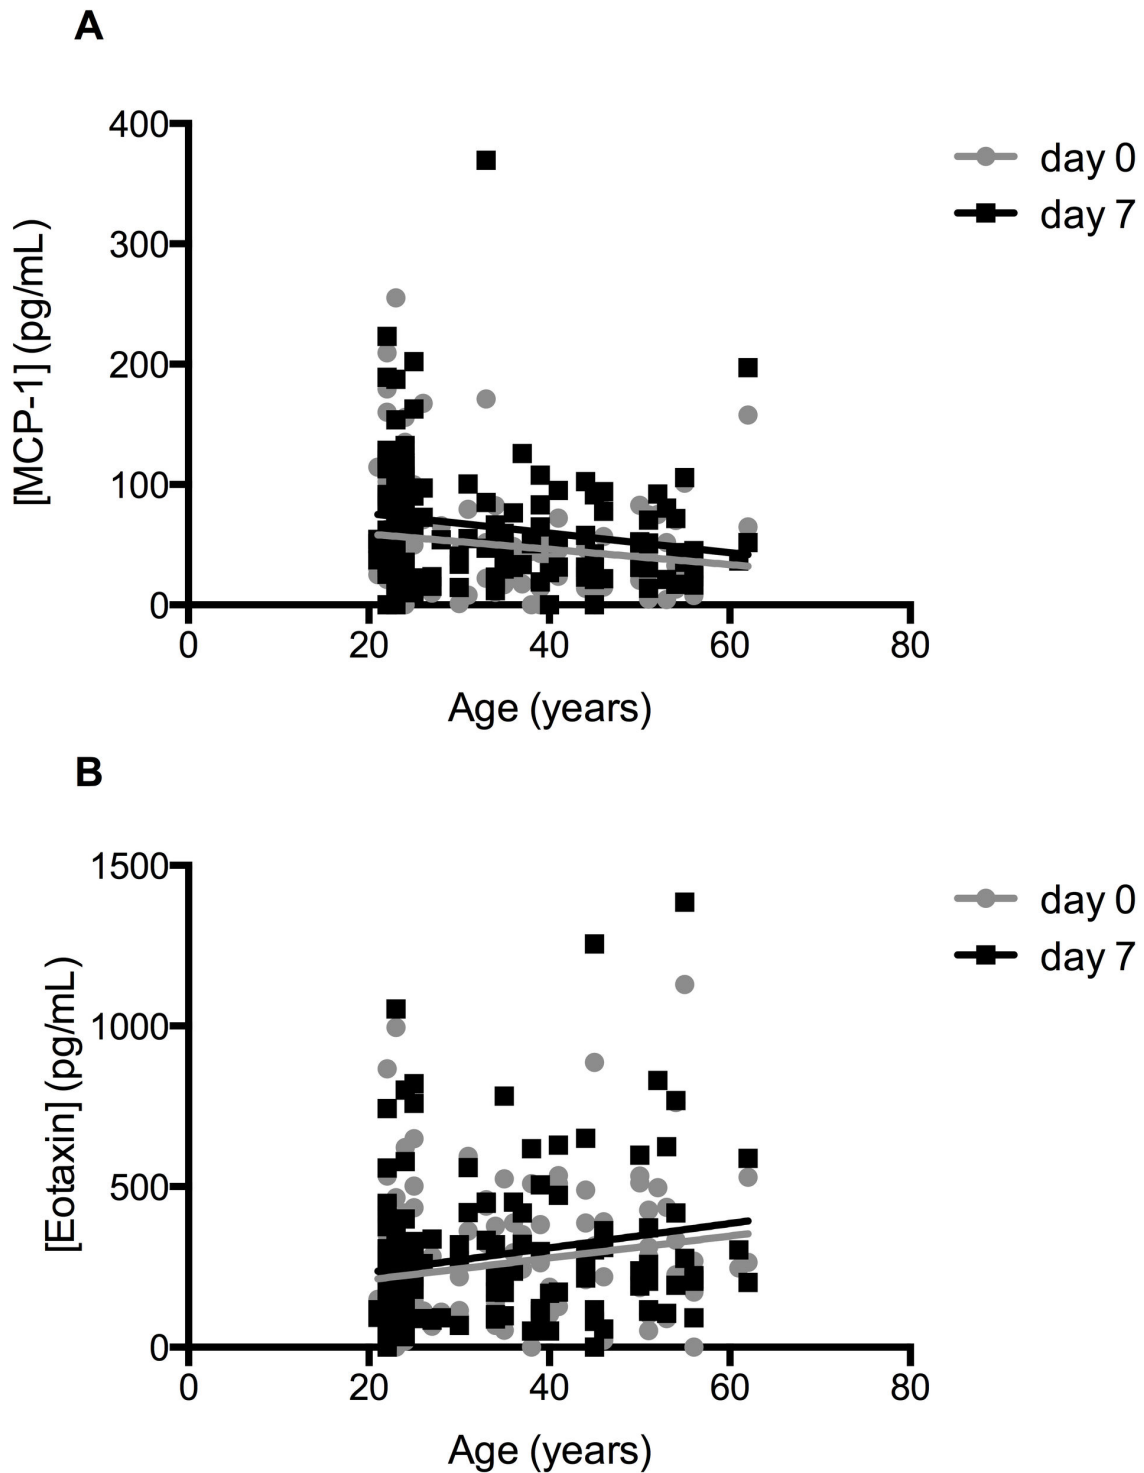 A
400
300
200
100
0
[MCP-1] (pg/mL)
0 20 40 60 80
Age (years)
day 0
day 7
B
1500
1000
500
0
[Eotaxin] (pg/mL)
0 20 40 60 80
Age (years)
day 0
day 7